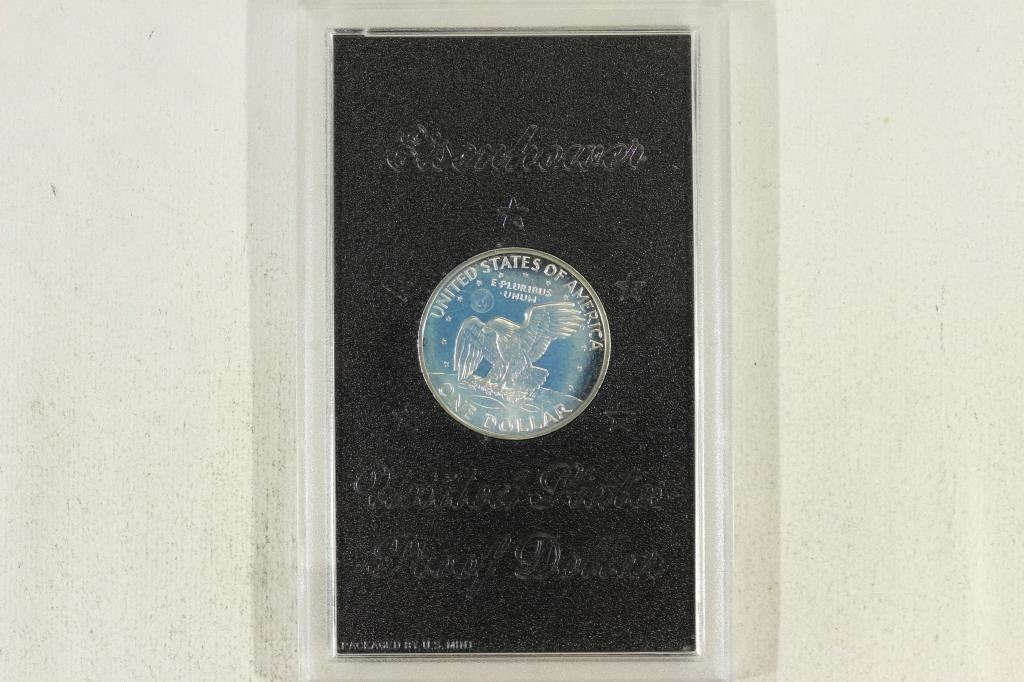 Eisenhower
UNITED STATES OF AMERICA
E·PLURIBUS
·UNUM
ONE DOLLAR
United States
Proof Dollar
PACKAGED BY U.S. MINT